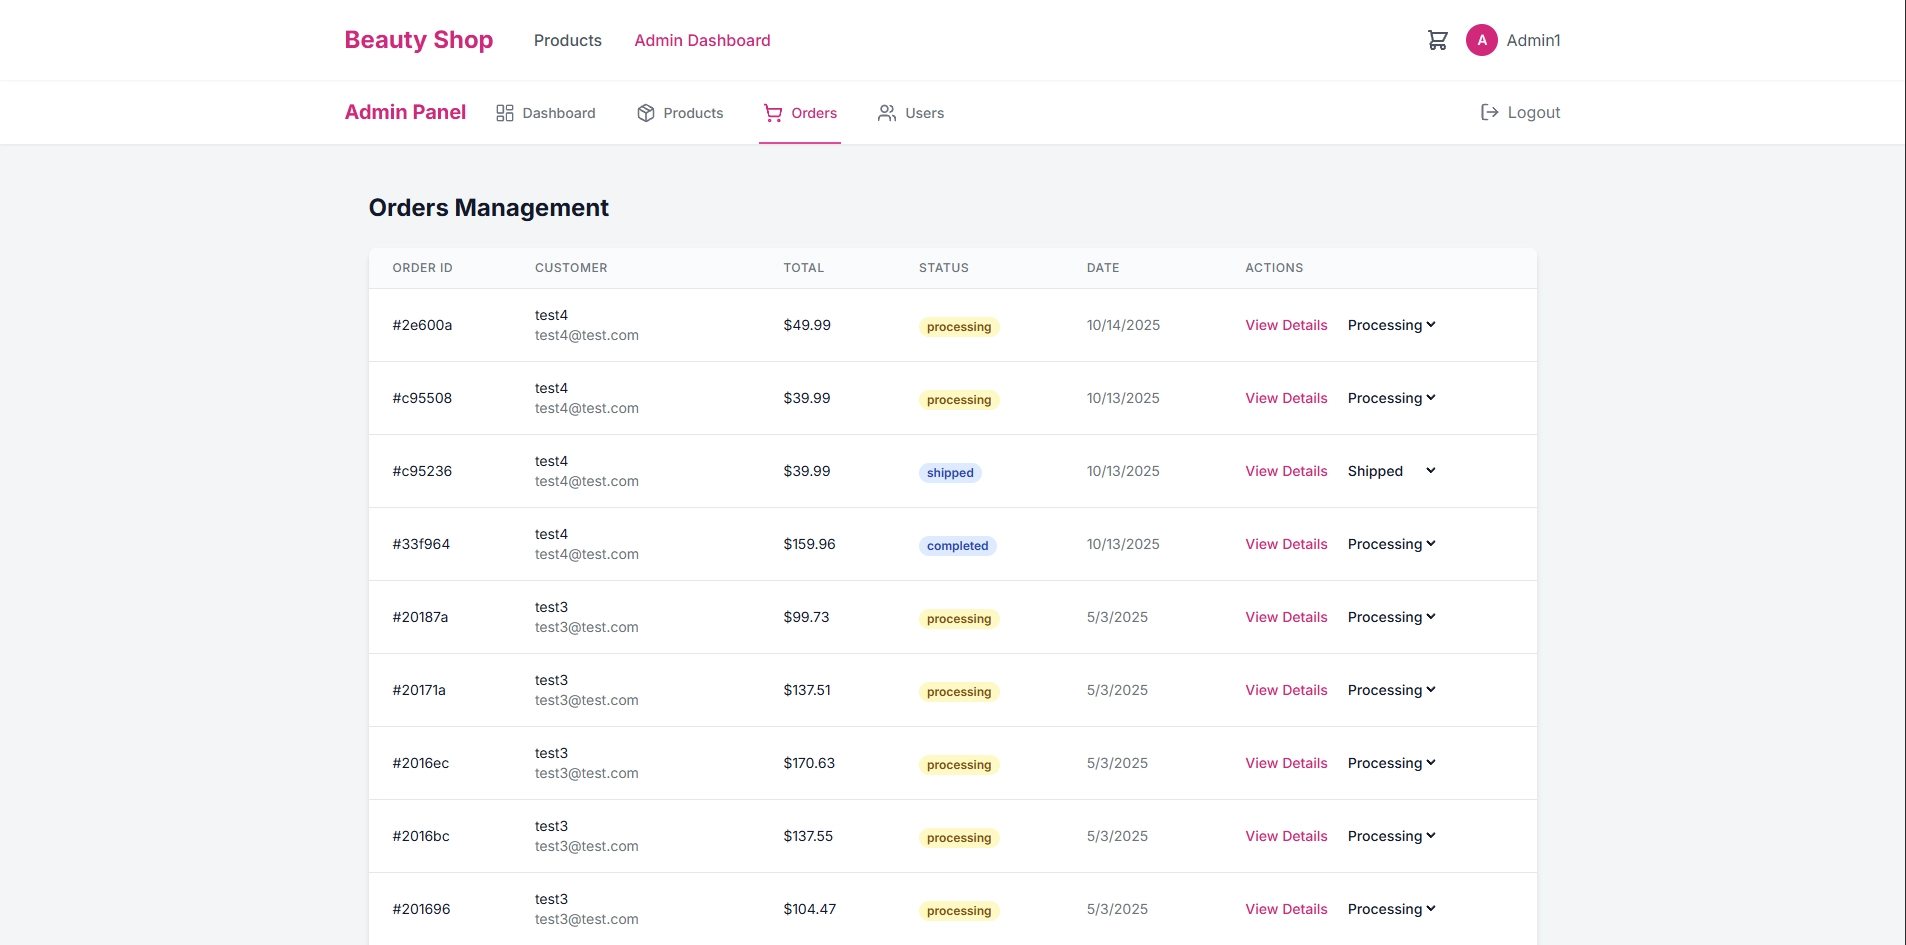 Beauty Shop Products Admin Dashboard A Admin1
Admin Panel Dashboard Products Orders Users Logout
Orders Management
ORDER ID CUSTOMER TOTAL STATUS DATE ACTIONS
#2e600a test4 $49.99 processing 10/14/2025 View Details Processing
test4@test.com
#c95508 test4 $39.99 processing 10/13/2025 View Details Processing
test4@test.com
#c95236 test4 $39.99 shipped 10/13/2025 View Details Shipped
test4@test.com
#33f964 test4 $159.96 completed 10/13/2025 View Details Processing
test4@test.com
#20187a test3 $99.73 processing 5/3/2025 View Details Processing
test3@test.com
#20171a test3 $137.51 processing 5/3/2025 View Details Processing
test3@test.com
#2016ec test3 $170.63 processing 5/3/2025 View Details Processing
test3@test.com
#2016bc test3 $137.55 processing 5/3/2025 View Details Processing
test3@test.com
#201696 test3 $104.47 processing 5/3/2025 View Details Processing
test3@test.com